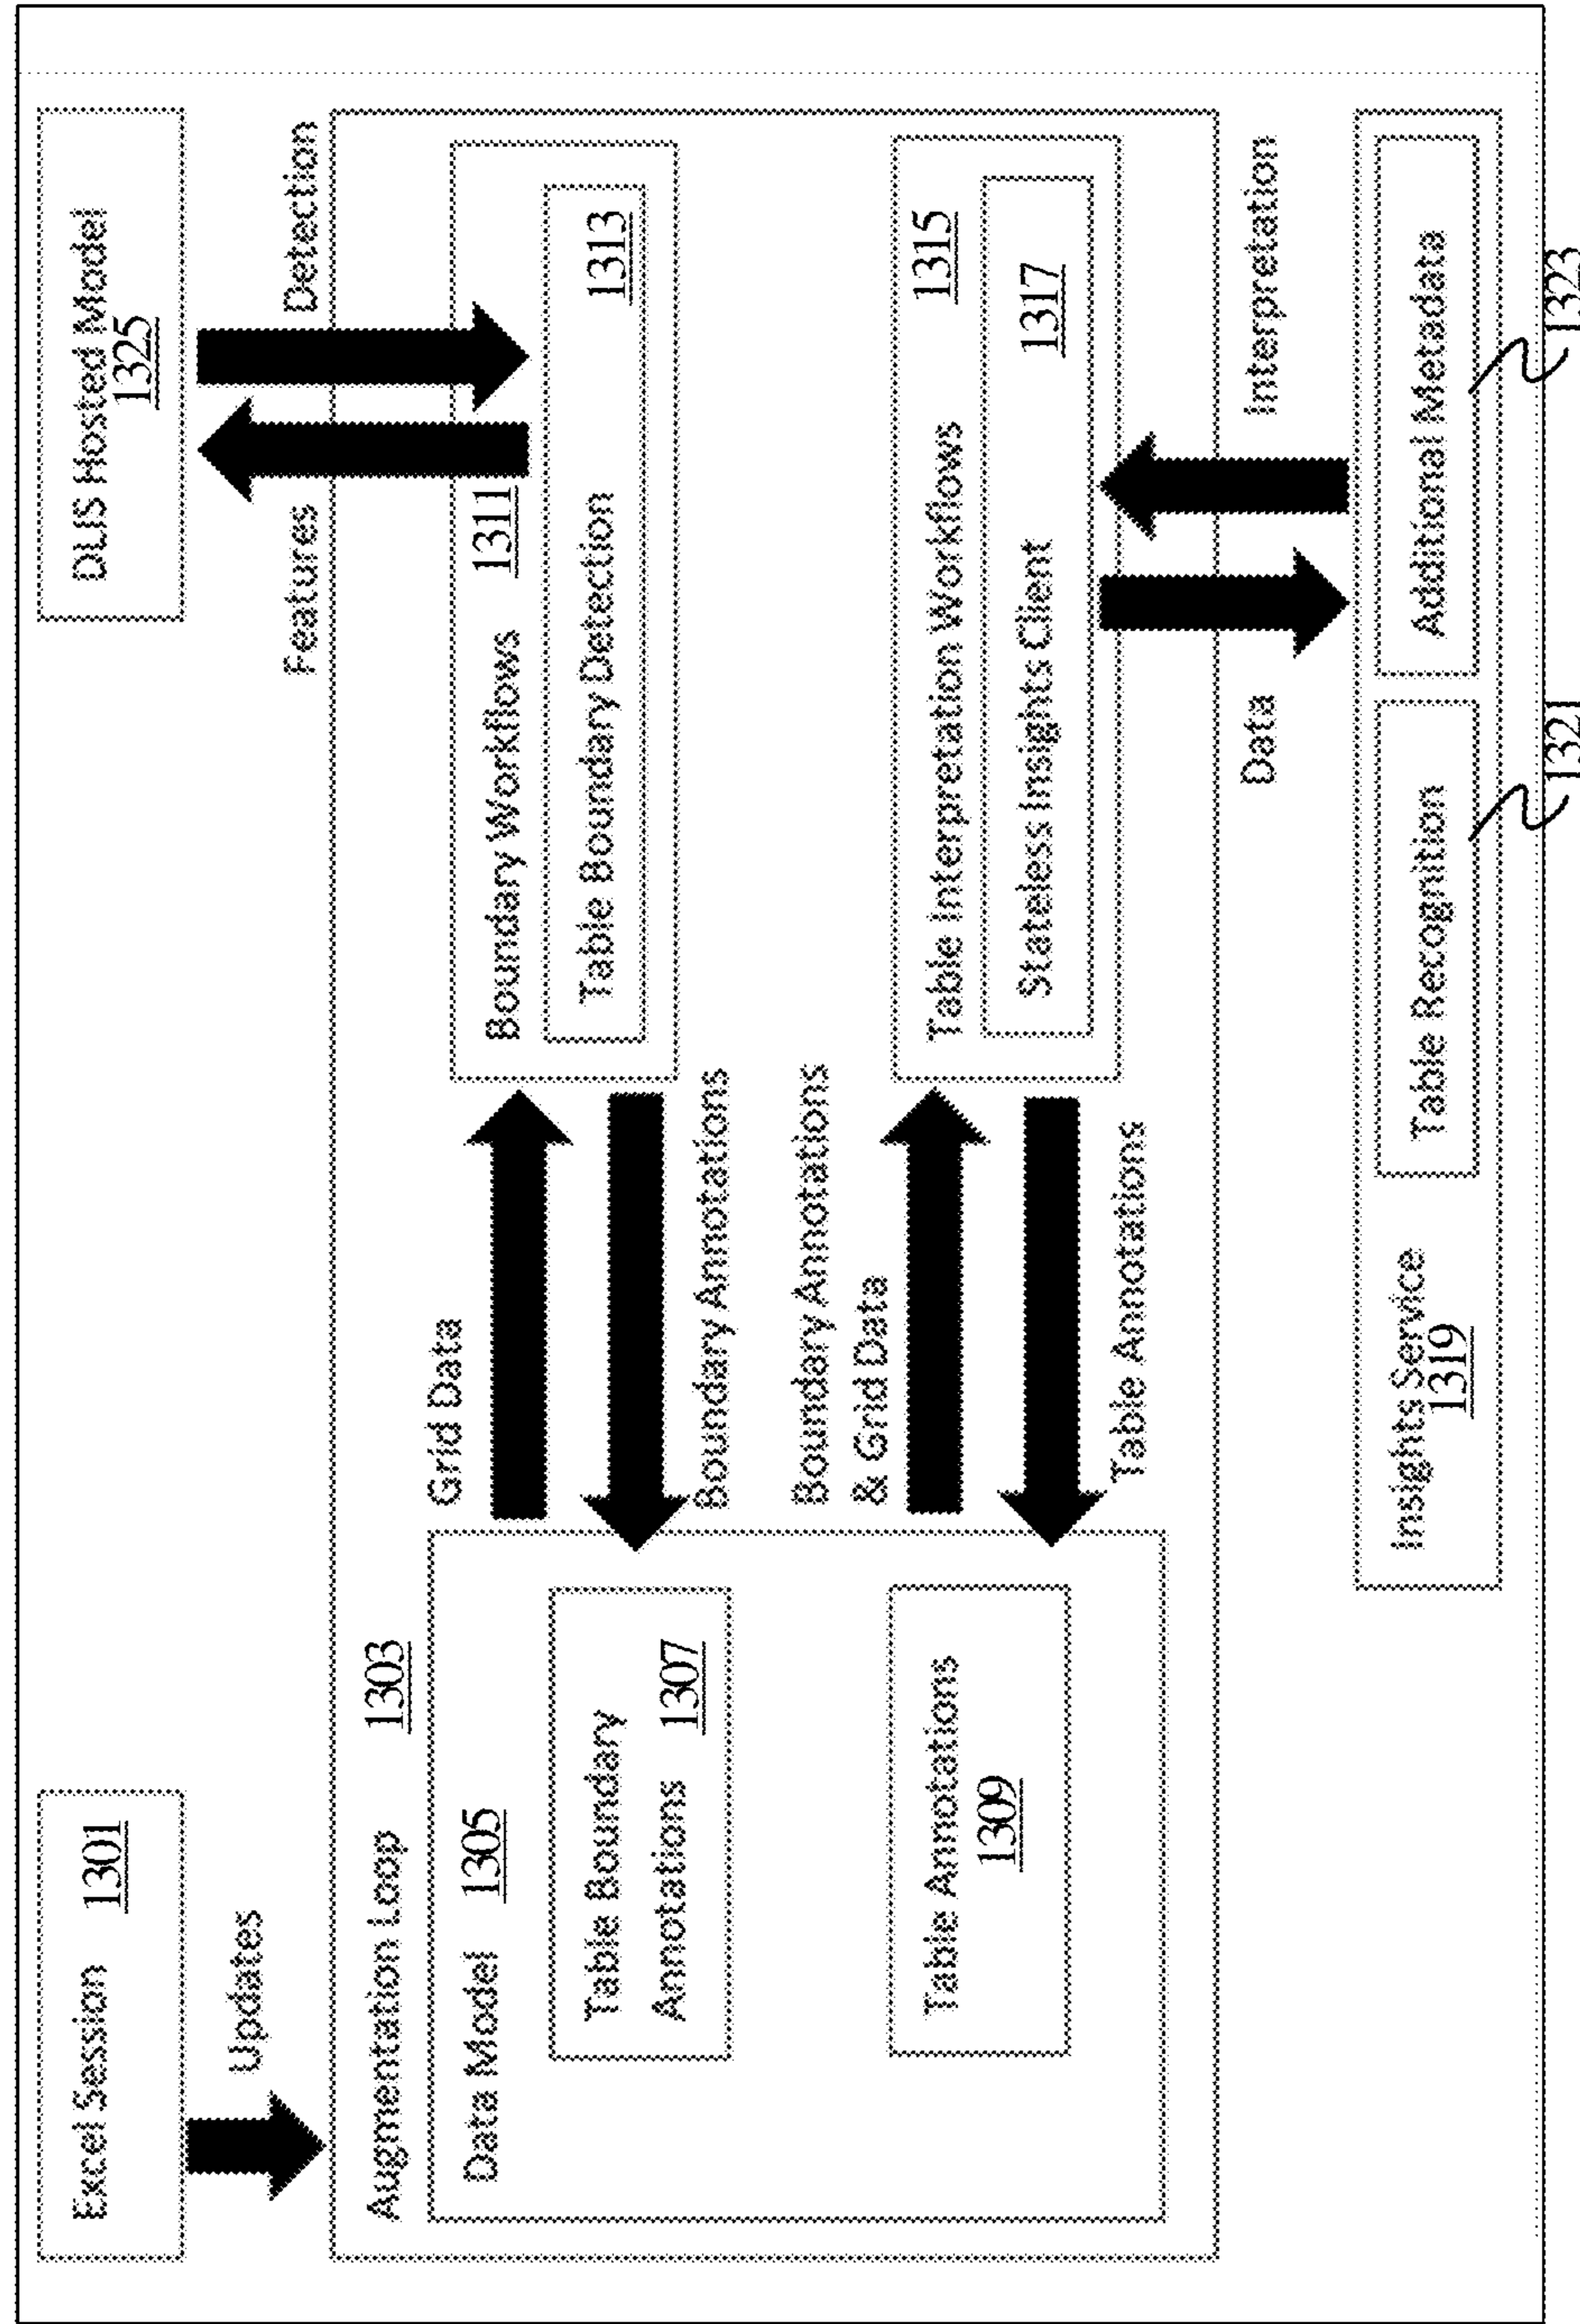 Excel Session 1301
DLIS Hosted Model
1325
Updates
Features
Detection
Augmentation Loop 1303
Data Model 1305
Table Boundary
Annotations 1307
Table Annotations
1309
Grid Data
Boundary Annotations
Boundary Annotations
& Grid Data
Table Annotations
Boundary Workflows 1311
Table Boundary Detection 1313
Table Interpretation Workflows 1315
Stateless Insights Client 1317
Data
Interpretation
Insights Service
1319
Table Recognition
Additional Metadata
1321
1323